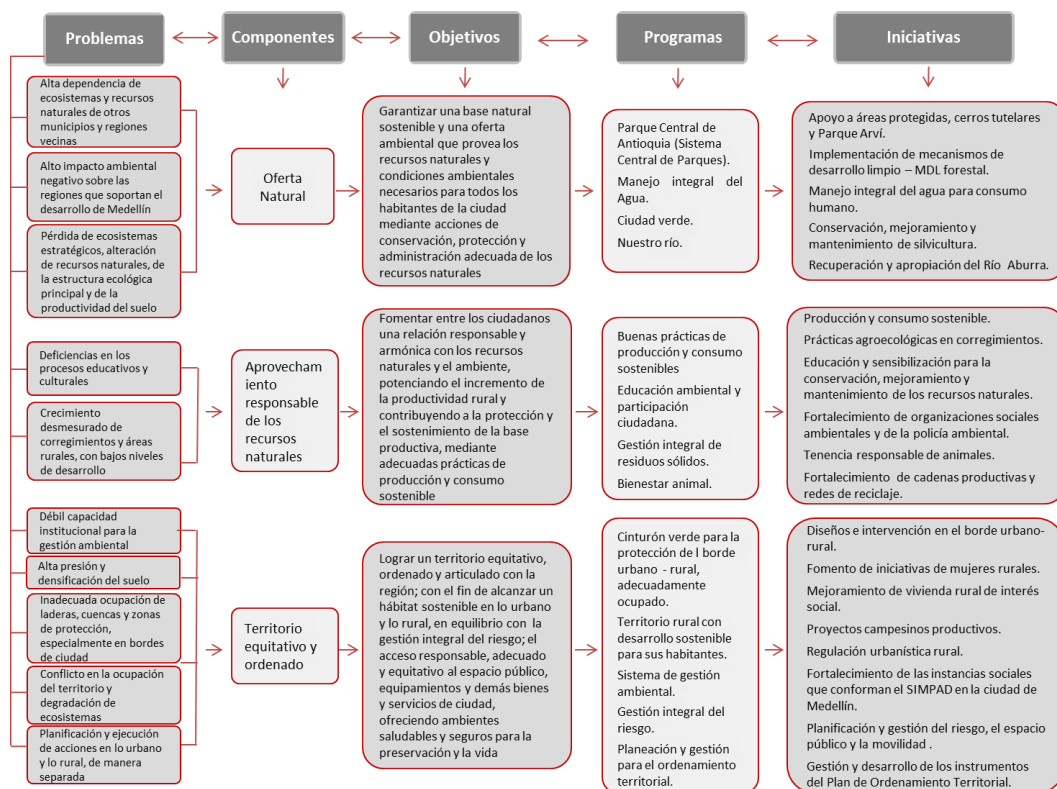 Problemas
Componentes
Objetivos
Programas
Iniciativas
Alta dependencia de
ecosistemas y recursos
naturales de otros
municipios y regiones
vecinas
Alto impacto ambiental
negativo sobre las
regiones que soportan el
desarrollo de Medellín
Pérdida de ecosistemas
estratégicos, alteración
de recursos naturales, de
la estructura ecológica
principal y de la
productividad del suelo
Oferta
Natural
Garantizar una base natural
sostenible y una oferta
ambiental que provea los
recursos naturales y
condiciones ambientales
necesarios para todos los
habitantes de la ciudad
mediante acciones de
conservación, protección y
administración adecuada de los
recursos naturales
Parque Central de
Antioquia (Sistema
Central de Parques).
Manejo integral del
Agua.
Ciudad verde.
Nuestro río.
Apoyo a áreas protegidas, cerros tutelares
y Parque Arví.
Implementación de mecanismos de
desarrollo limpio – MDL forestal.
Manejo integral del agua para consumo
humano.
Conservación, mejoramiento y
mantenimiento de silvicultura.
Recuperación y apropiación del Río Aburra.
Deficiencias en los
procesos educativos y
culturales
Crecimiento
desmesurado de
corregimientos y áreas
rurales, con bajos niveles
de desarrollo
Aprovecham
iento
responsable
de los
recursos
naturales
Fomentar entre los ciudadanos
una relación responsable y
armónica con los recursos
naturales y el ambiente,
potenciando el incremento de
la productividad rural y
contribuyendo a la protección y
el sostenimiento de la base
productiva, mediante
adecuadas prácticas de
producción y consumo
sostenible
Buenas prácticas de
producción y consumo
sostenibles
Educación ambiental y
participación
ciudadana.
Gestión integral de
residuos sólidos.
Bienestar animal.
Producción y consumo sostenible.
Prácticas agroecológicas en corregimientos.
Educación y sensibilización para la
conservación, mejoramiento y
mantenimiento de los recursos naturales.
Fortalecimiento de organizaciones sociales
ambientales y de la policía ambiental.
Tenencia responsable de animales.
Fortalecimiento de cadenas productivas y
redes de reciclaje.
Débil capacidad
institucional para la
gestión ambiental
Alta presión y
densificación del suelo
Inadecuada ocupación de
laderas, cuencas y zonas
de protección,
especialmente en bordes
de ciudad
Conflicto en la ocupación
del territorio y
degradación de
ecosistemas
Planificación y ejecución
de acciones en lo urbano
y lo rural, de manera
separada
Territorio
equitativo y
ordenado
Lograr un territorio equitativo,
ordenado y articulado con la
región; con el fin de alcanzar un
hábitat sostenible en lo urbano
y lo rural, en equilibrio con la
gestión integral del riesgo; el
acceso responsable, adecuado
y equitativo al espacio público,
equipamientos y demás bienes
y servicios de ciudad,
ofreciendo ambientes
saludables y seguros para la
preservación y la vida
Cinturón verde para la
protección de l borde
urbano - rural,
adecuadamente
ocupado.
Territorio rural con
desarrollo sostenible
para sus habitantes.
Sistema de gestión
ambiental.
Gestión integral del
riesgo.
Planeación y gestión
para el ordenamiento
territorial.
Diseños e intervención en el borde urbano-
rural.
Fomento de iniciativas de mujeres rurales.
Mejoramiento de vivienda rural de interés
social.
Proyectos campesinos productivos.
Regulación urbanística rural.
Fortalecimiento de las instancias sociales
que conforman el SIMPAD en la ciudad de
Medellín.
Planificación y gestión del riesgo, el espacio
público y la movilidad .
Gestión y desarrollo de los instrumentos
del Plan de Ordenamiento Territorial.